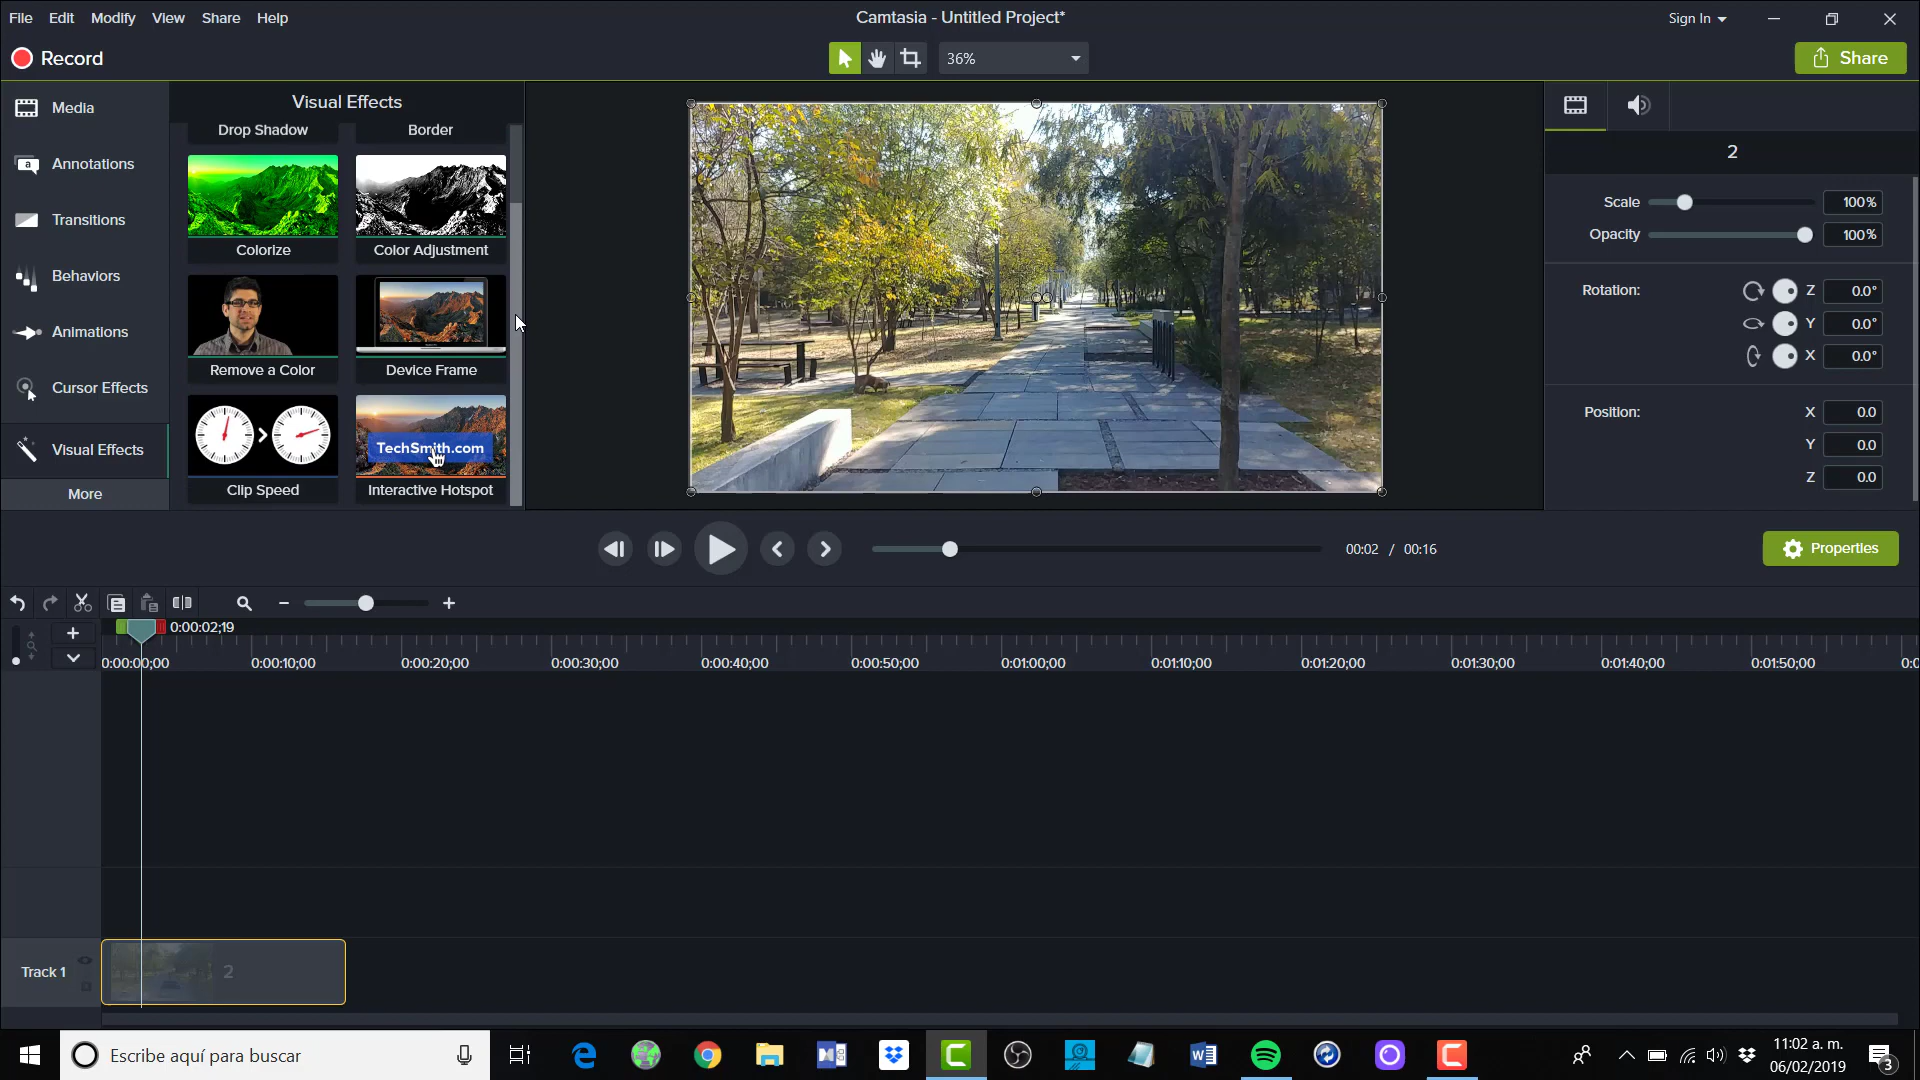 File Edit Modify View Share Help
Camtasia - Untitled Project*
Sign In
Record
36%
Share
Media
Annotations
Transitions
Behaviors
Animations
Cursor Effects
Visual Effects
More
Visual Effects
Drop Shadow Border
Colorize Color Adjustment
Remove a Color Device Frame
TechSmith.com
Clip Speed Interactive Hotspot
2
Scale 100%
Opacity 100%
Rotation: Z 0.0°
Y 0.0°
X 0.0°
Position: X 0.0
Y 0.0
Z 0.0
00:02 / 00:16
Properties
0:00:02;19
0:00:00;00 0:00:10;00 0:00:20;00 0:00:30;00 0:00:40;00 0:00:50;00 0:01:00;00 0:01:10;00 0:01:20;00 0:01:30;00 0:01:40;00 0:01:50;00
Track 1
2
Escribe aquí para buscar
11:02 a. m.
06/02/2019
3